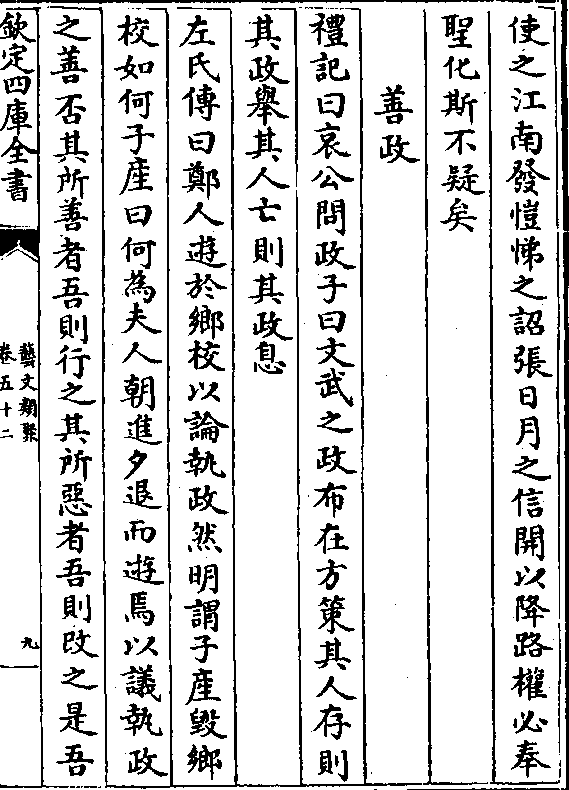 使之江南發愷悌之詔張日月之信開以降路權必奉
聖化斯不疑矣
善政
禮記曰哀公問政子曰文武之政布在方策其人存則
其政舉其人亡則其政息
左氏傳曰鄭人遊於鄉校以論執政然明謂子產毀鄉
校如何子產曰何為夫人朝進夕退而遊焉以議執政
之善否其所善者吾則行之其所惡者吾則改之是吾
欽定四庫全書
藝文類聚
卷五十二
九